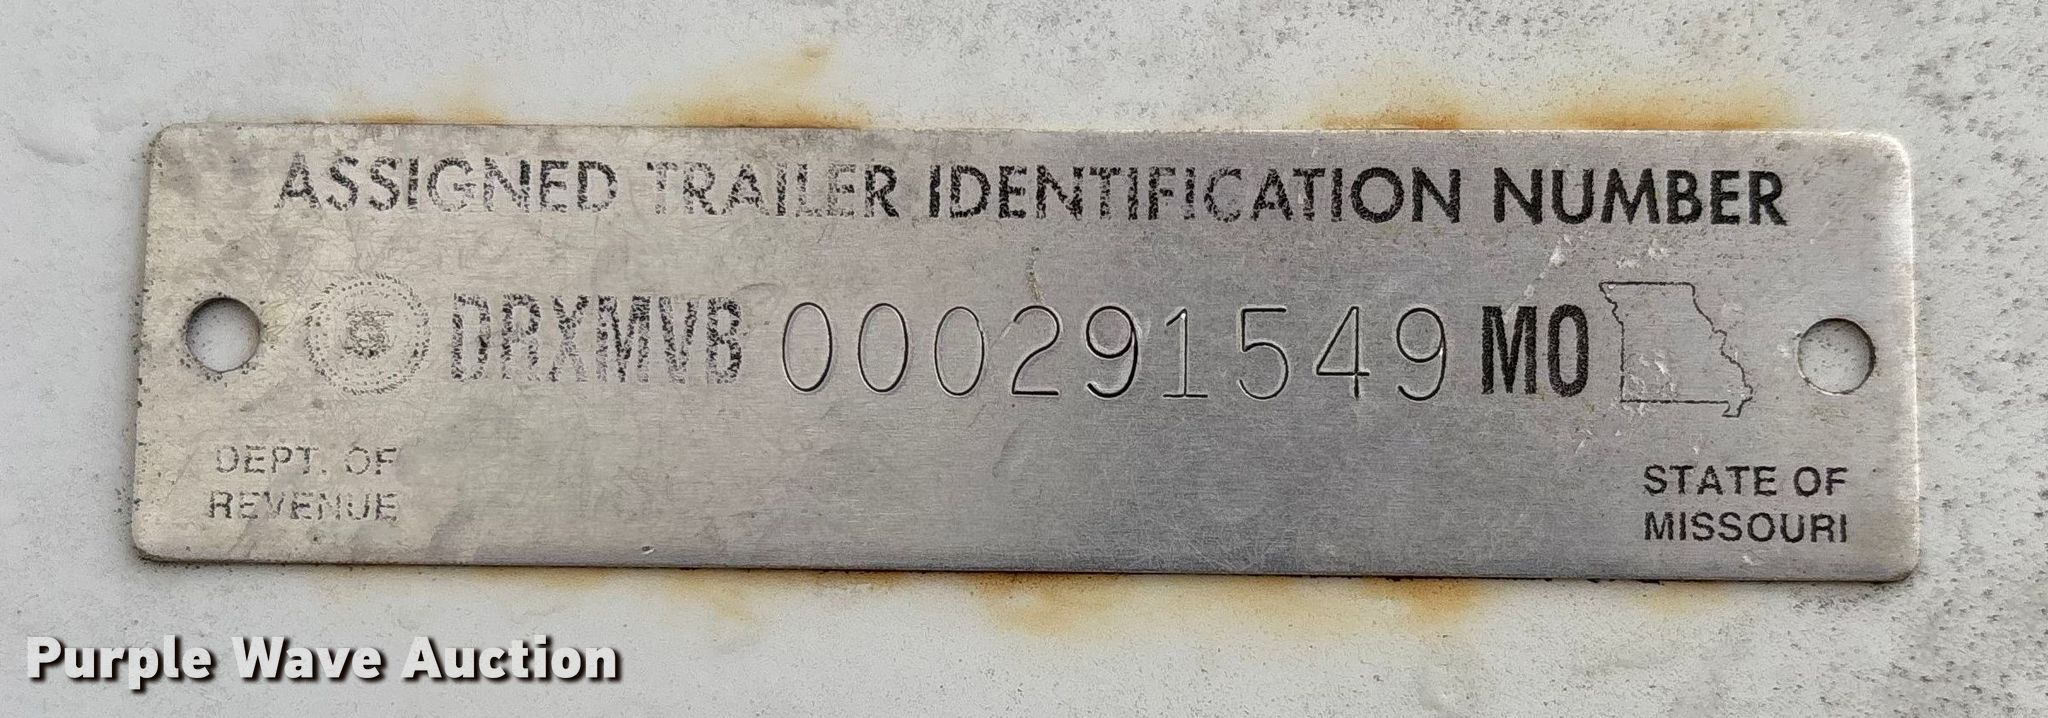 ASSIGNED TRAILER IDENTIFICATION NUMBER
DRXMVB 000291549 MO
DEPT. OF
REVENUE
STATE OF
MISSOURI
Purple Wave Auction